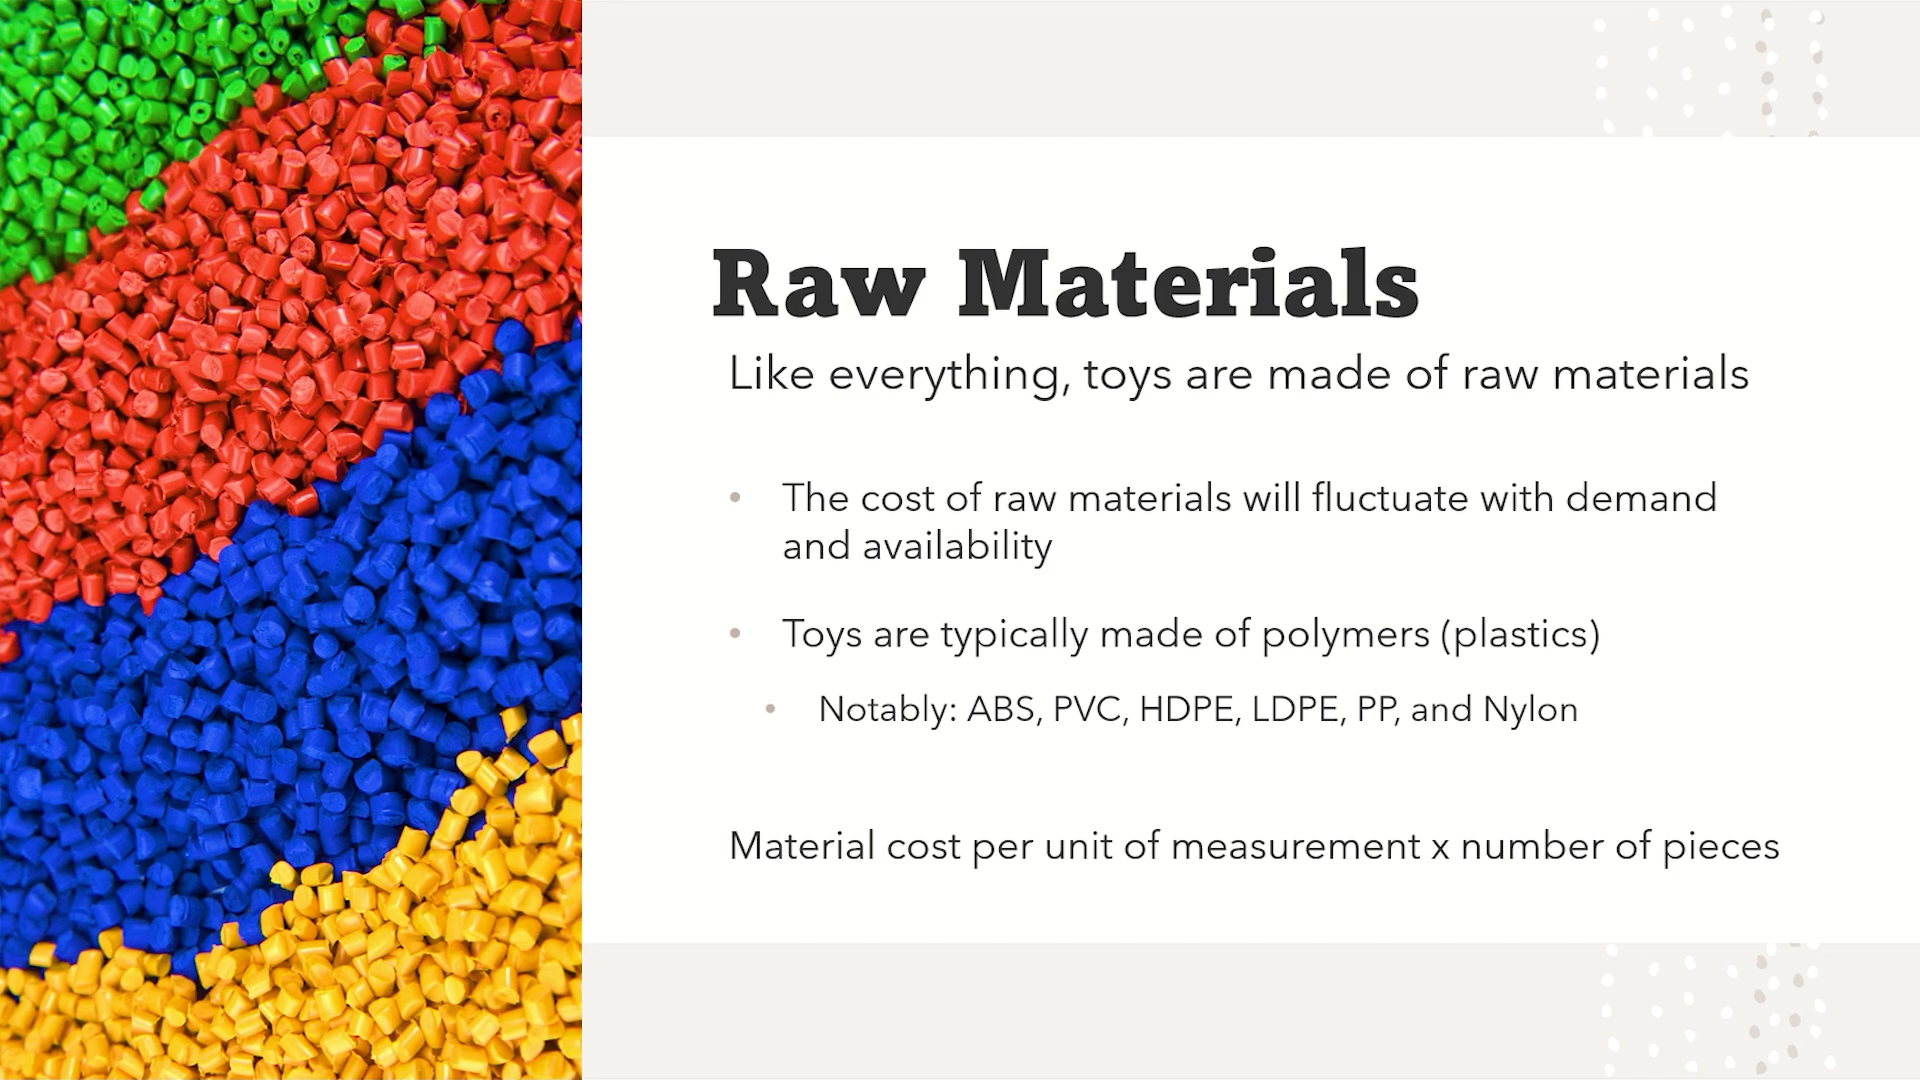 Raw Materials
Like everything, toys are made of raw materials
• The cost of raw materials will fluctuate with demand
and availability
• Toys are typically made of polymers (plastics)
• Notably: ABS, PVC, HDPE, LDPE, PP, and Nylon
Material cost per unit of measurement x number of pieces